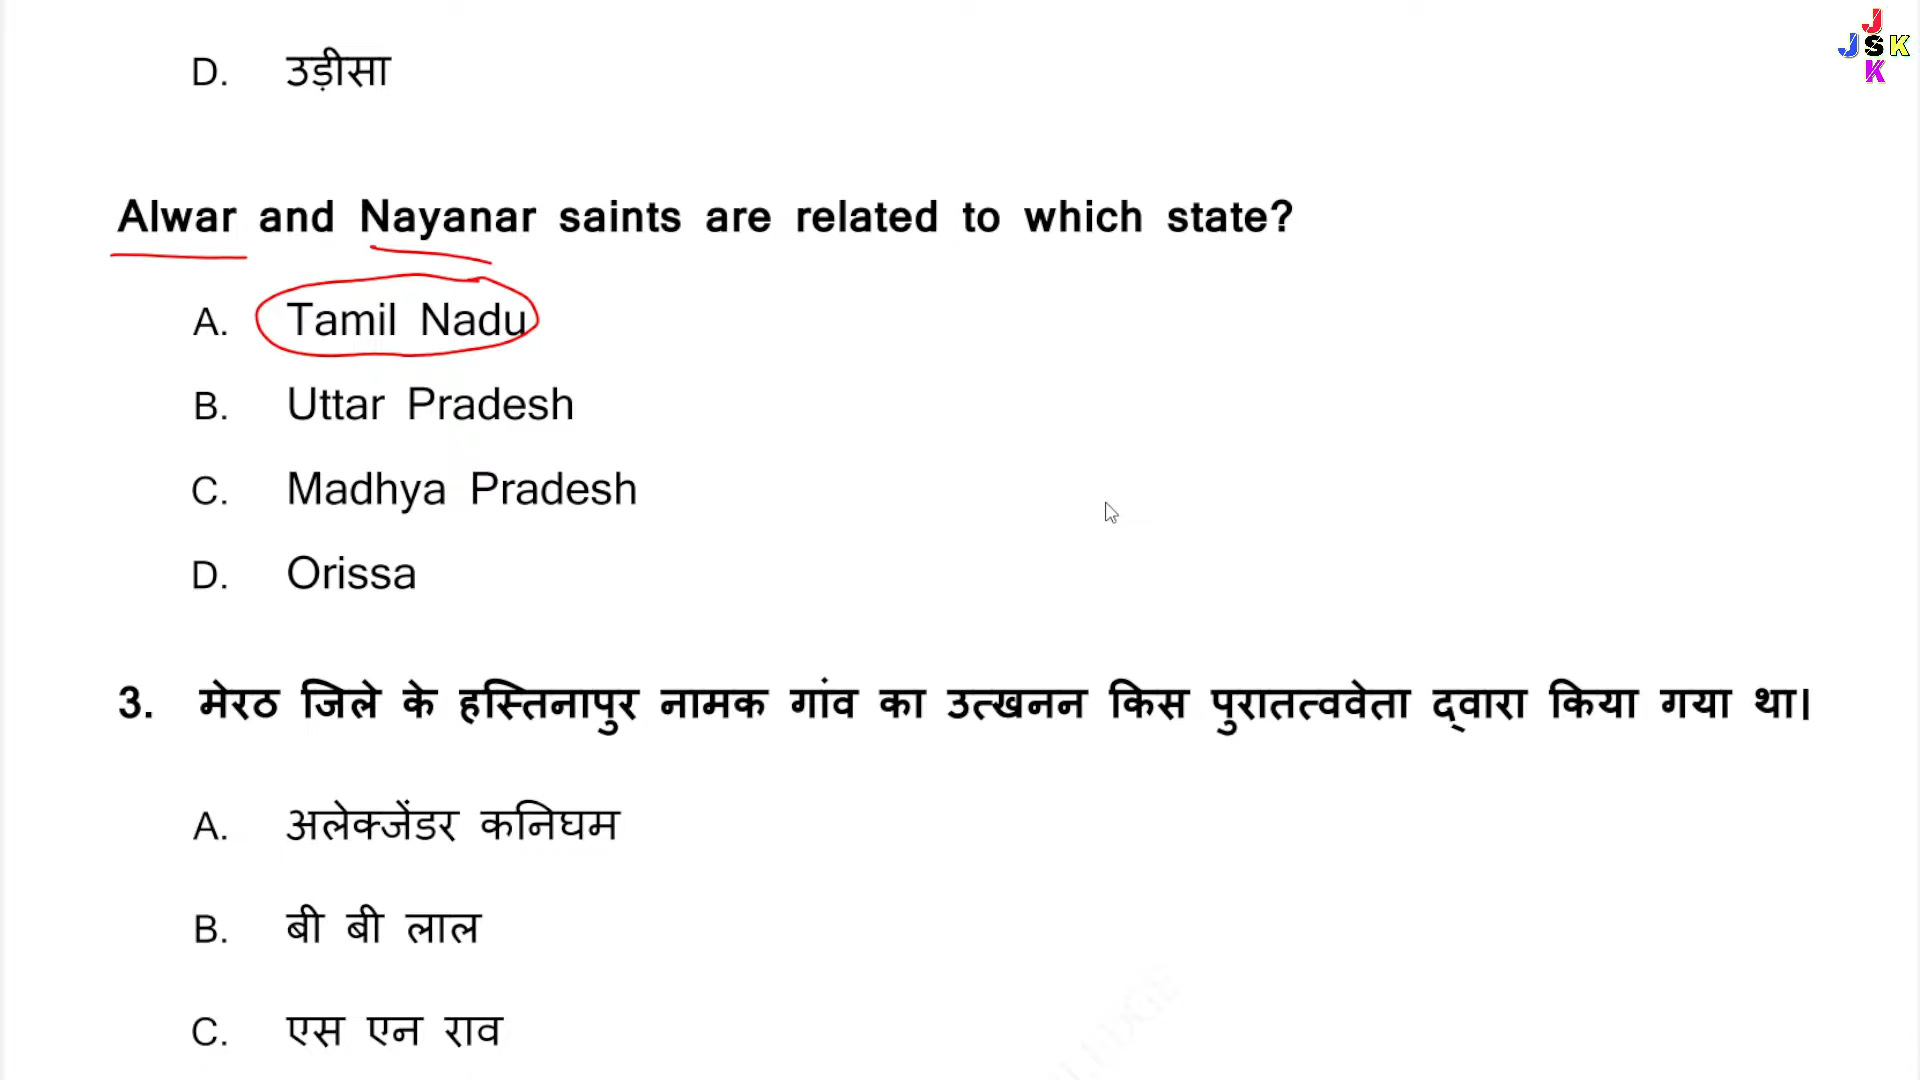 J
JSK
K
D. उड़ीसा
Alwar and Nayanar saints are related to which state?
A. Tamil Nadu
B. Uttar Pradesh
C. Madhya Pradesh
D. Orissa
3. मेरठ जिले के हस्तिनापुर नामक गांव का उत्खनन किस पुरातत्ववेता द्वारा किया गया था।
A. अलेक्जेंडर कनिघम
B. बी बी लाल
C. एस एन राव